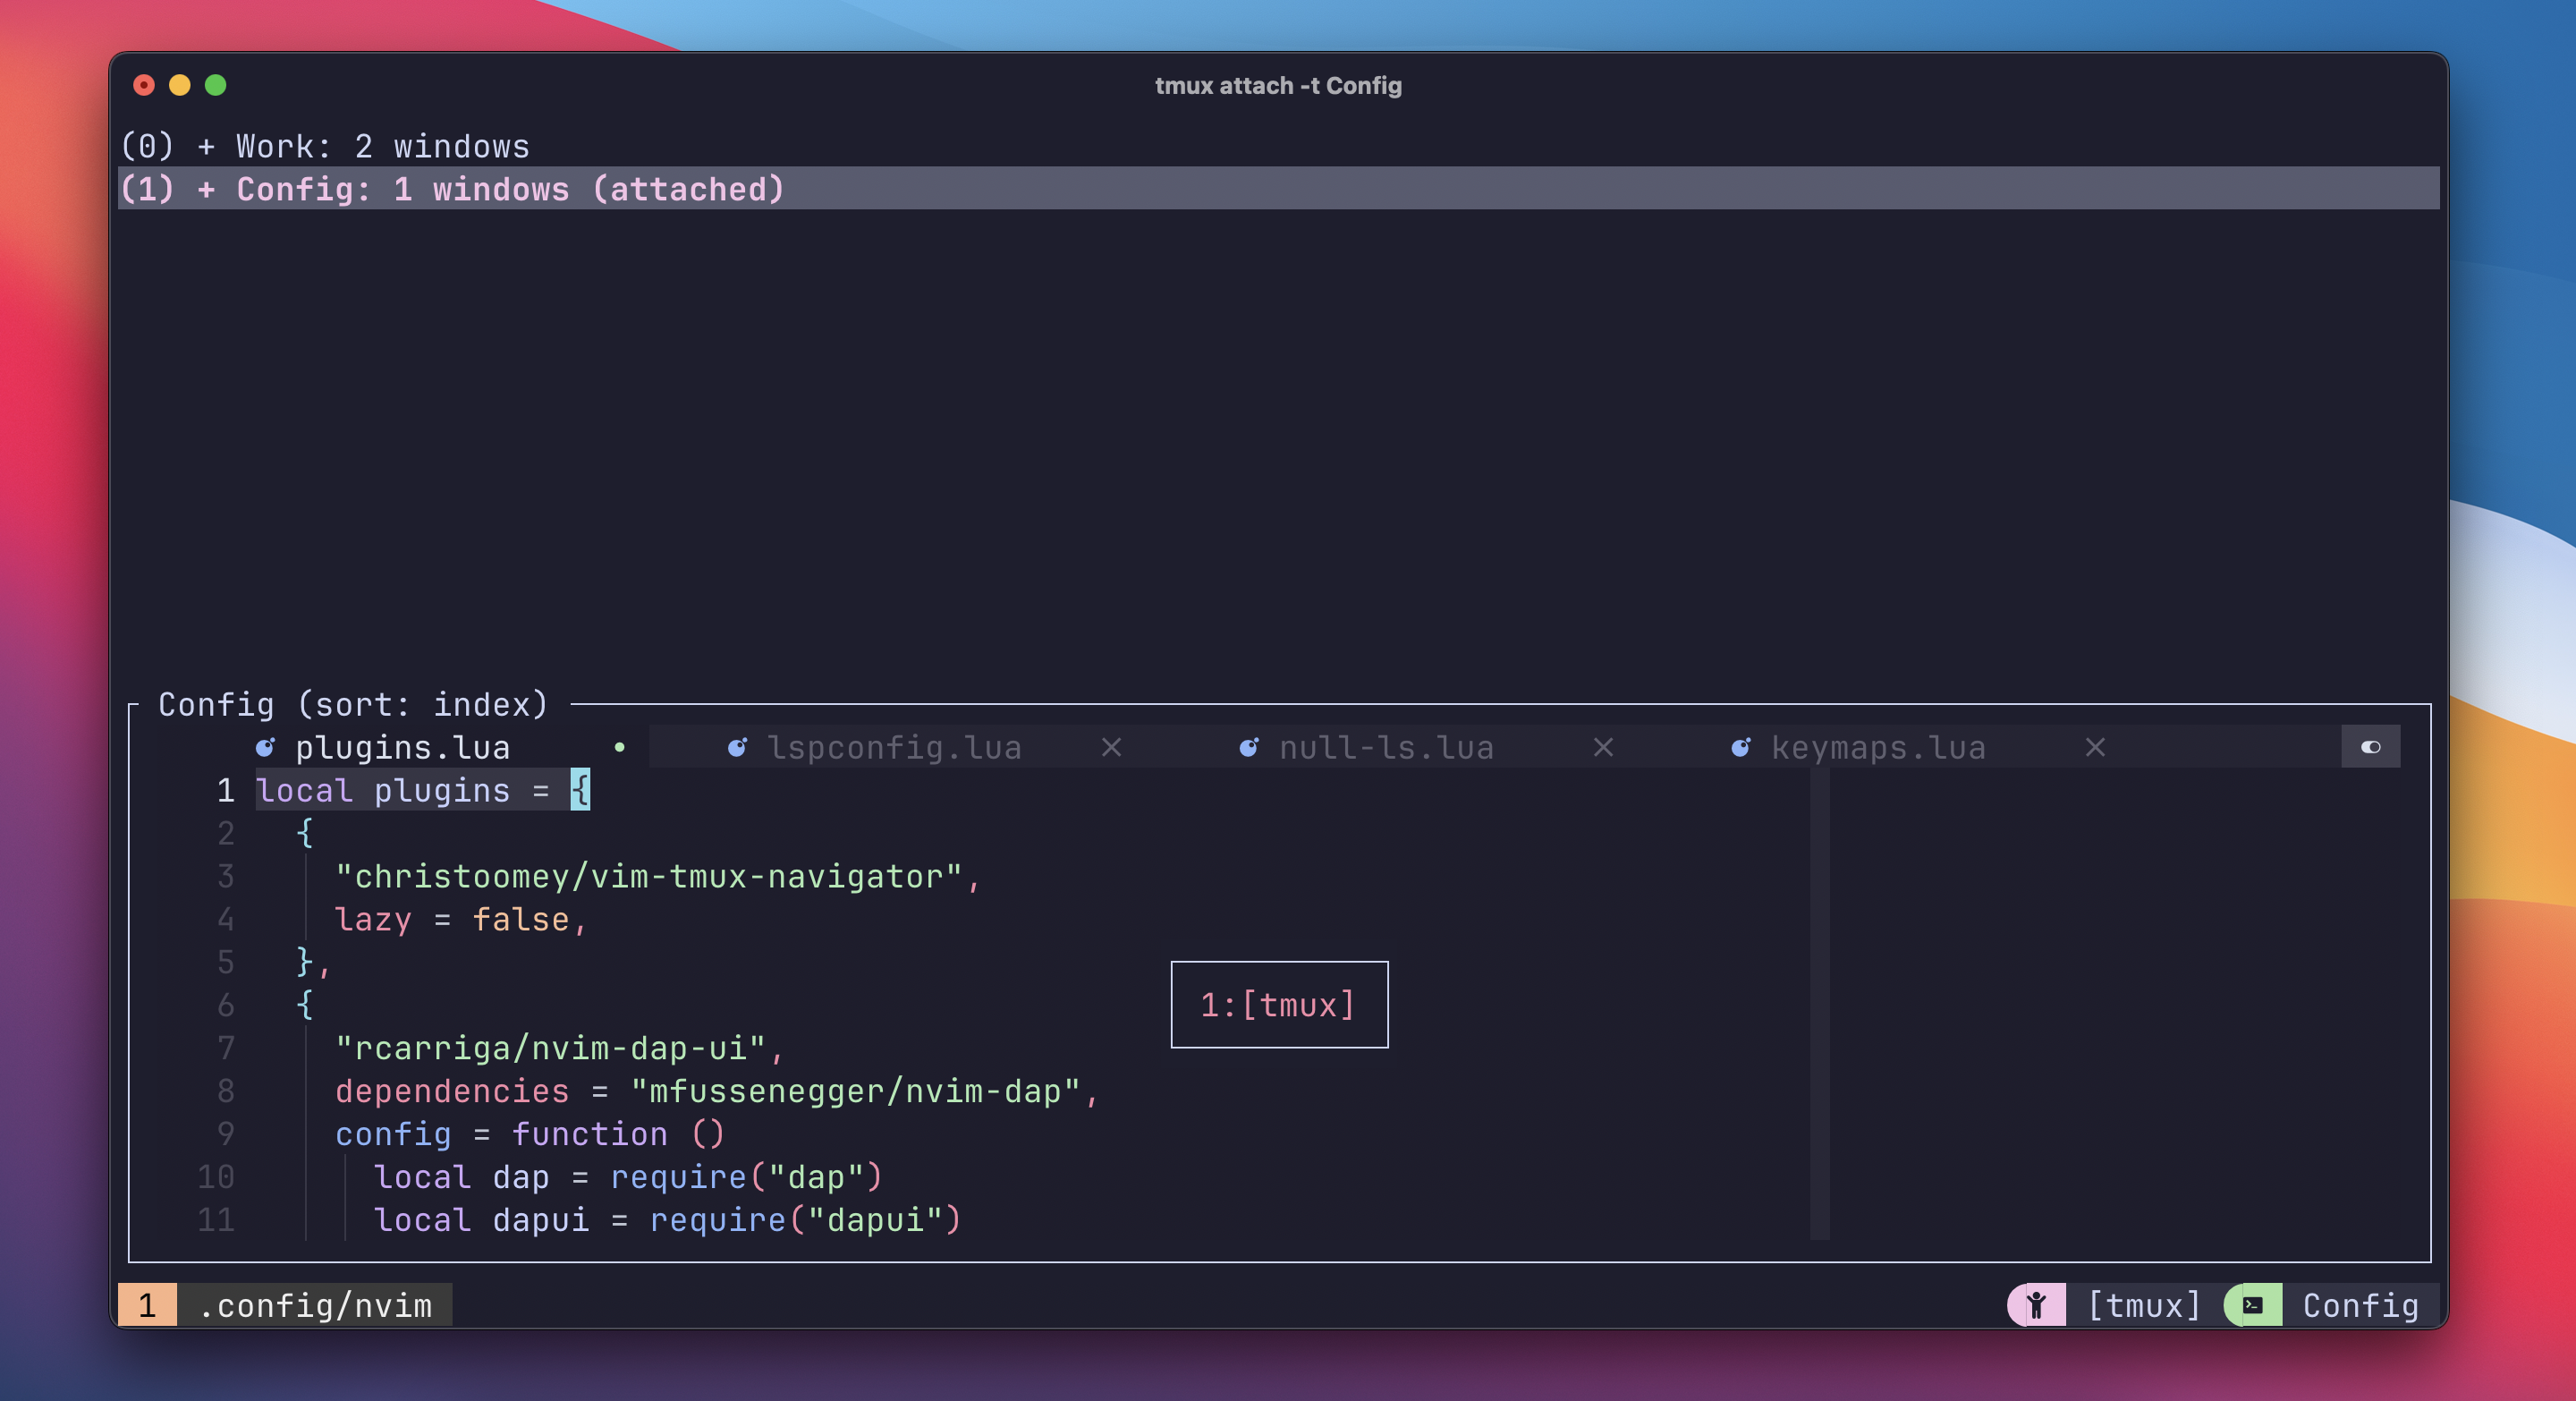 tmux attach -t Config
(0) + Work: 2 windows
(1) + Config: 1 windows (attached)
Config (sort: index)
plugins.lua lspconfig.lua null-ls.lua keymaps.lua
1 local plugins = {
2 {
3 "christoomey/vim-tmux-navigator",
4 lazy = false,
5 },
6 {
7 "rcarriga/nvim-dap-ui",
8 dependencies = "mfussenegger/nvim-dap",
9 config = function ()
10 local dap = require("dap")
11 local dapui = require("dapui")
1:[tmux]
1 .config/nvim [tmux] Config